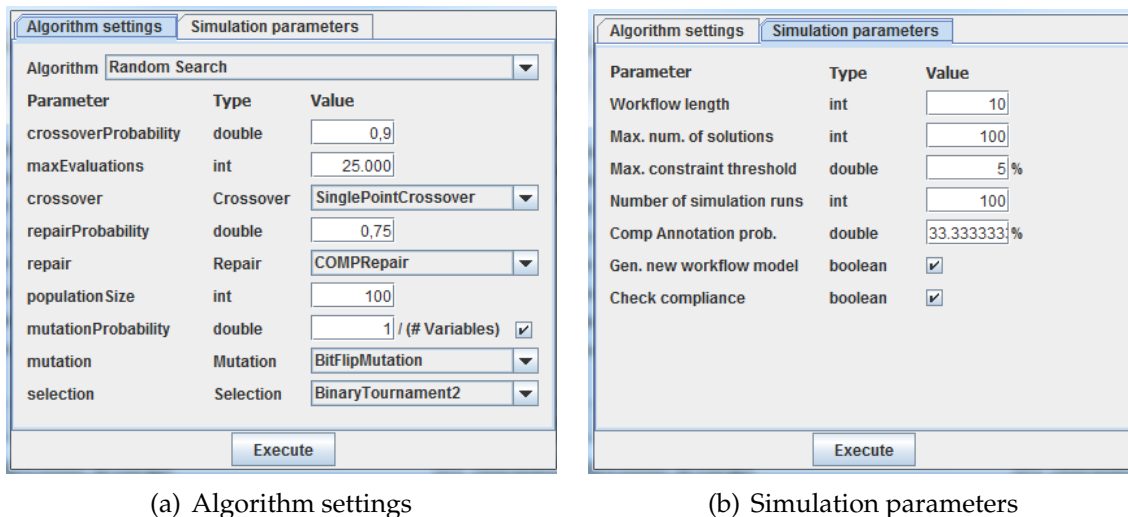 Algorithm settings Simulation parameters
Algorithm Random Search
Parameter Type Value
crossoverProbability double 0,9
maxEvaluations int 25.000
crossover Crossover SinglePointCrossover
repairProbability double 0,75
repair Repair COMPRepair
populationSize int 100
mutationProbability double 1 / (# Variables)
mutation Mutation BitFlipMutation
selection Selection BinaryTournament2
Execute
(a) Algorithm settings
Algorithm settings Simulation parameters
Parameter Type Value
Workflow length int 10
Max. num. of solutions int 100
Max. constraint threshold double 5 %
Number of simulation runs int 100
Comp Annotation prob. double 33.3333333 %
Gen. new workflow model boolean
Check compliance boolean
Execute
(b) Simulation parameters